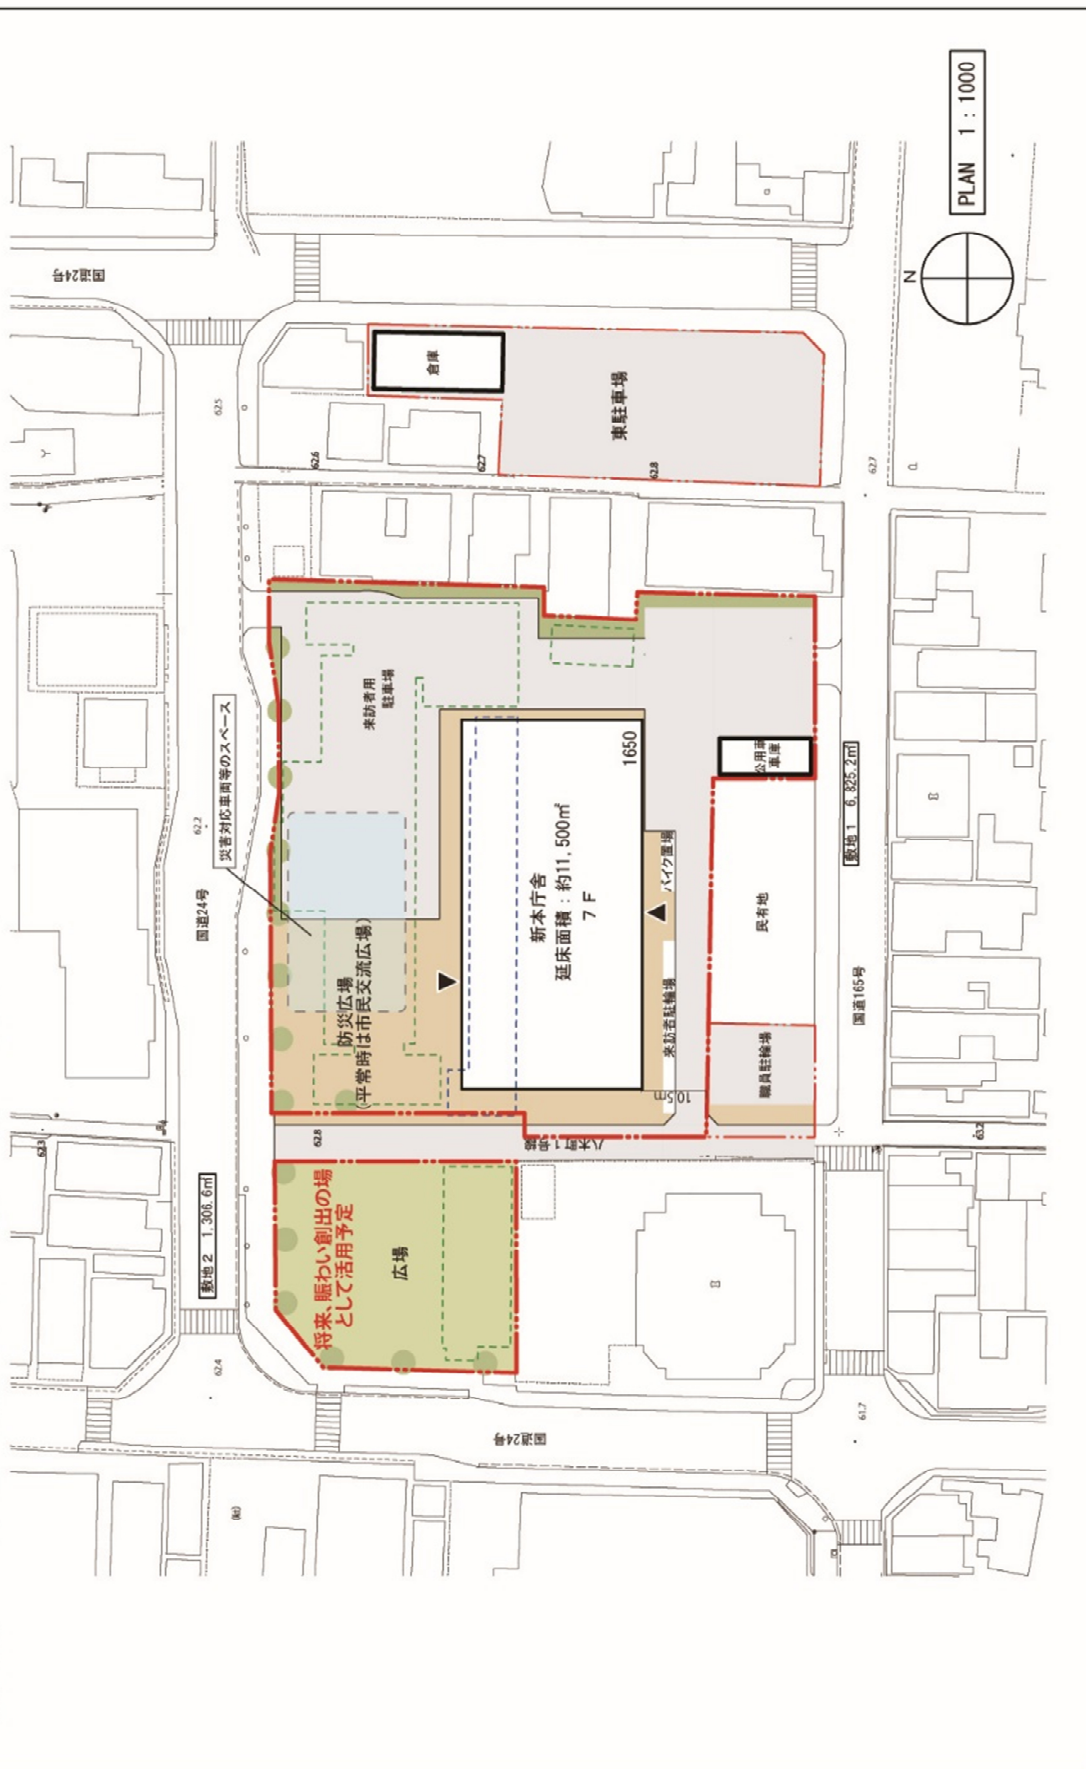 PLAN 1：1000
N
国道24号
倉庫
東駐車場
62.5
62.6
62.7
62.8
62.7
災害対応車両等のスペース
来訪者用
駐車場
62.2
国道24号
1650
公用車
車庫
敷地1 6,825.2㎡
新本庁舎
延床面積：約11,500㎡
7F
バイク置場
民有地
防災広場
（平常時は市民交流広場）
来訪者駐輪場
国道165号
職員駐輪場
10.5m
62.3
62.8
八木町1号線
63.2
敷地2 1,306.6㎡
将来、賑わい創出の場
として活用予定
広場
62.4
61.7
国道24号